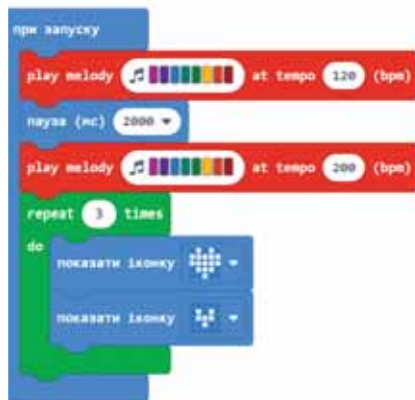 при запуску
play melody at tempo 120 (bpm)
пауза (мс) 2000
play melody at tempo 200 (bpm)
repeat 3 times
do
показати іконку
показати іконку